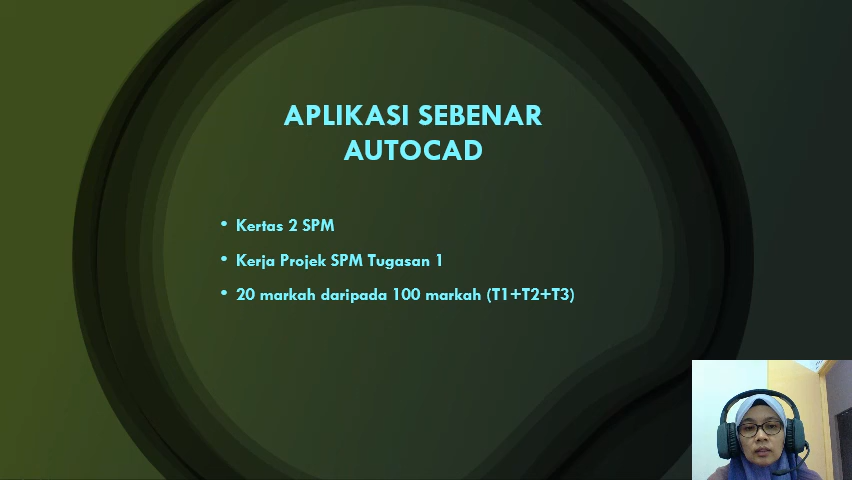 APLIKASI SEBENAR
AUTOCAD
• Kertas 2 SPM
• Kerja Projek SPM Tugasan 1
• 20 markah daripada 100 markah (T1+T2+T3)